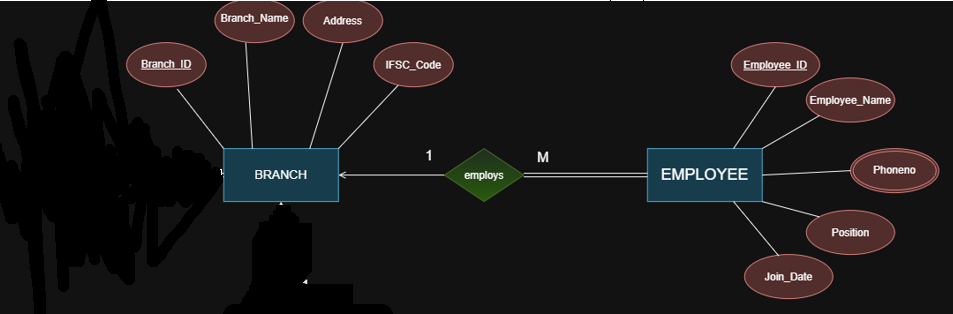 Branch_Name
Address
Branch_ID
IFSC_Code
Employee_ID
Employee_Name
1
M
BRANCH
employs
EMPLOYEE
Phoneno
Position
Join_Date